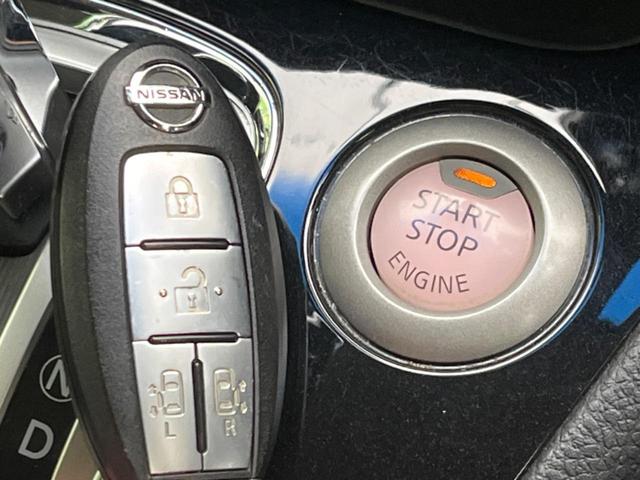 NISSAN
L
R
N
D
START
STOP
ENGINE